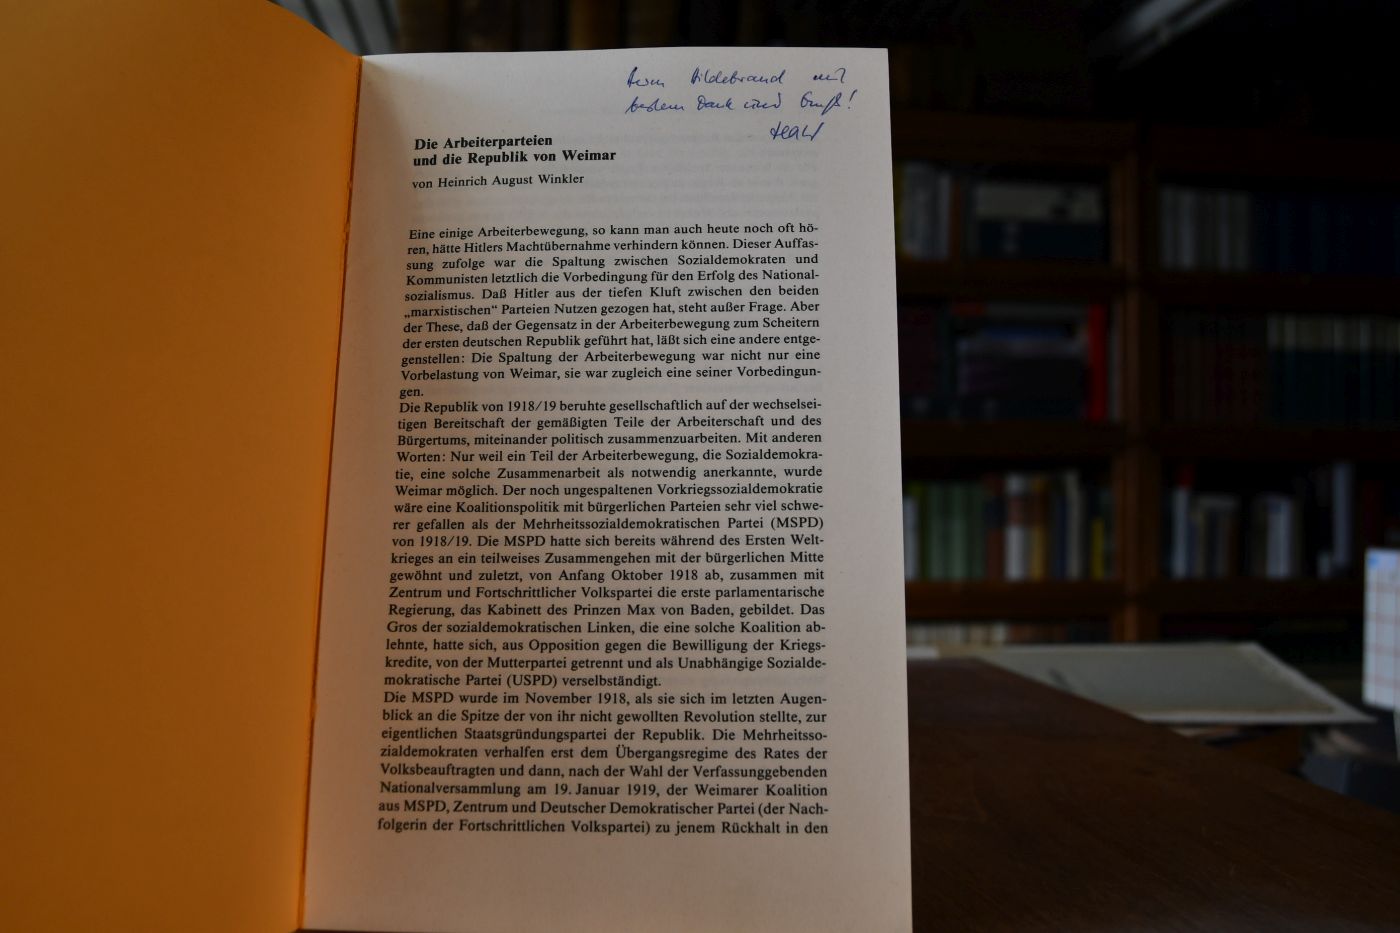 Herrn Hildebrand mit
bestem Dank und Gruß!
HAW
Die Arbeiterparteien
und die Republik von Weimar
von Heinrich August Winkler
Eine einige Arbeiterbewegung, so kann man auch heute noch oft hö-
ren, hätte Hitlers Machtübernahme verhindern können. Dieser Auffas-
sung zufolge war die Spaltung zwischen Sozialdemokraten und
Kommunisten letztlich die Vorbedingung für den Erfolg des National-
sozialismus. Daß Hitler aus der tiefen Kluft zwischen den beiden
„marxistischen“ Parteien Nutzen gezogen hat, steht außer Frage. Aber
der These, daß der Gegensatz in der Arbeiterbewegung zum Scheitern
der ersten deutschen Republik geführt hat, läßt sich eine andere entge-
genstellen: Die Spaltung der Arbeiterbewegung war nicht nur eine
Vorbelastung von Weimar, sie war zugleich eine seiner Vorbedingun-
gen.
Die Republik von 1918/19 beruhte gesellschaftlich auf der wechselsei-
tigen Bereitschaft der gemäßigten Teile der Arbeiterschaft und des
Bürgertums, miteinander politisch zusammenzuarbeiten. Mit anderen
Worten: Nur weil ein Teil der Arbeiterbewegung, die Sozialdemokra-
tie, eine solche Zusammenarbeit als notwendig anerkannte, wurde
Weimar möglich. Der noch ungespaltenen Vorkriegssozialdemokratie
wäre eine Koalitionspolitik mit bürgerlichen Parteien sehr viel schwe-
rer gefallen als der Mehrheitssozialdemokratischen Partei (MSPD)
von 1918/19. Die MSPD hatte sich bereits während des Ersten Welt-
krieges an ein teilweises Zusammengehen mit der bürgerlichen Mitte
gewöhnt und zuletzt, von Anfang Oktober 1918 ab, zusammen mit
Zentrum und Fortschrittlicher Volkspartei die erste parlamentarische
Regierung, das Kabinett des Prinzen Max von Baden, gebildet. Das
Gros der sozialdemokratischen Linken, die eine solche Koalition ab-
lehnte, hatte sich, aus Opposition gegen die Bewilligung der Kriegs-
kredite, von der Mutterpartei getrennt und als Unabhängige Sozialde-
mokratische Partei (USPD) verselbständigt.
Die MSPD wurde im November 1918, als sie sich im letzten Augen-
blick an die Spitze der von ihr nicht gewollten Revolution stellte, zur
eigentlichen Staatsgründungspartei der Republik. Die Mehrheitsso-
zialdemokraten verhalfen erst dem Übergangsregime des Rates der
Volksbeauftragten und dann, nach der Wahl der Verfassunggebenden
Nationalversammlung am 19. Januar 1919, der Weimarer Koalition
aus MSPD, Zentrum und Deutscher Demokratischer Partei (der Nach-
folgerin der Fortschrittlichen Volkspartei) zu jenem Rückhalt in den